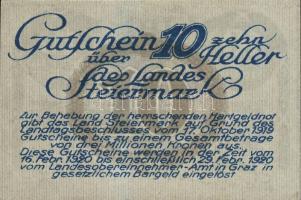 Gutschein 10 zehn
über Heller
des Landes
Steiermark
Zur Behebung der herrschenden Hartgeldnot
gibt das Land Steiermark auf Grund des
Landtagsbeschlusses vom 17. Oktober 1919
Gutscheine bis zu einem Gesamtbetrage
von drei Millionen Kronen aus.
Diese Gutscheine werden in der Zeit vom
16. Febr. 1920 bis einschließlich 29. Febr. 1920
vom Landesobereinnehmer-Amt in Graz in
gesetzlichem Bargeld eingelöst